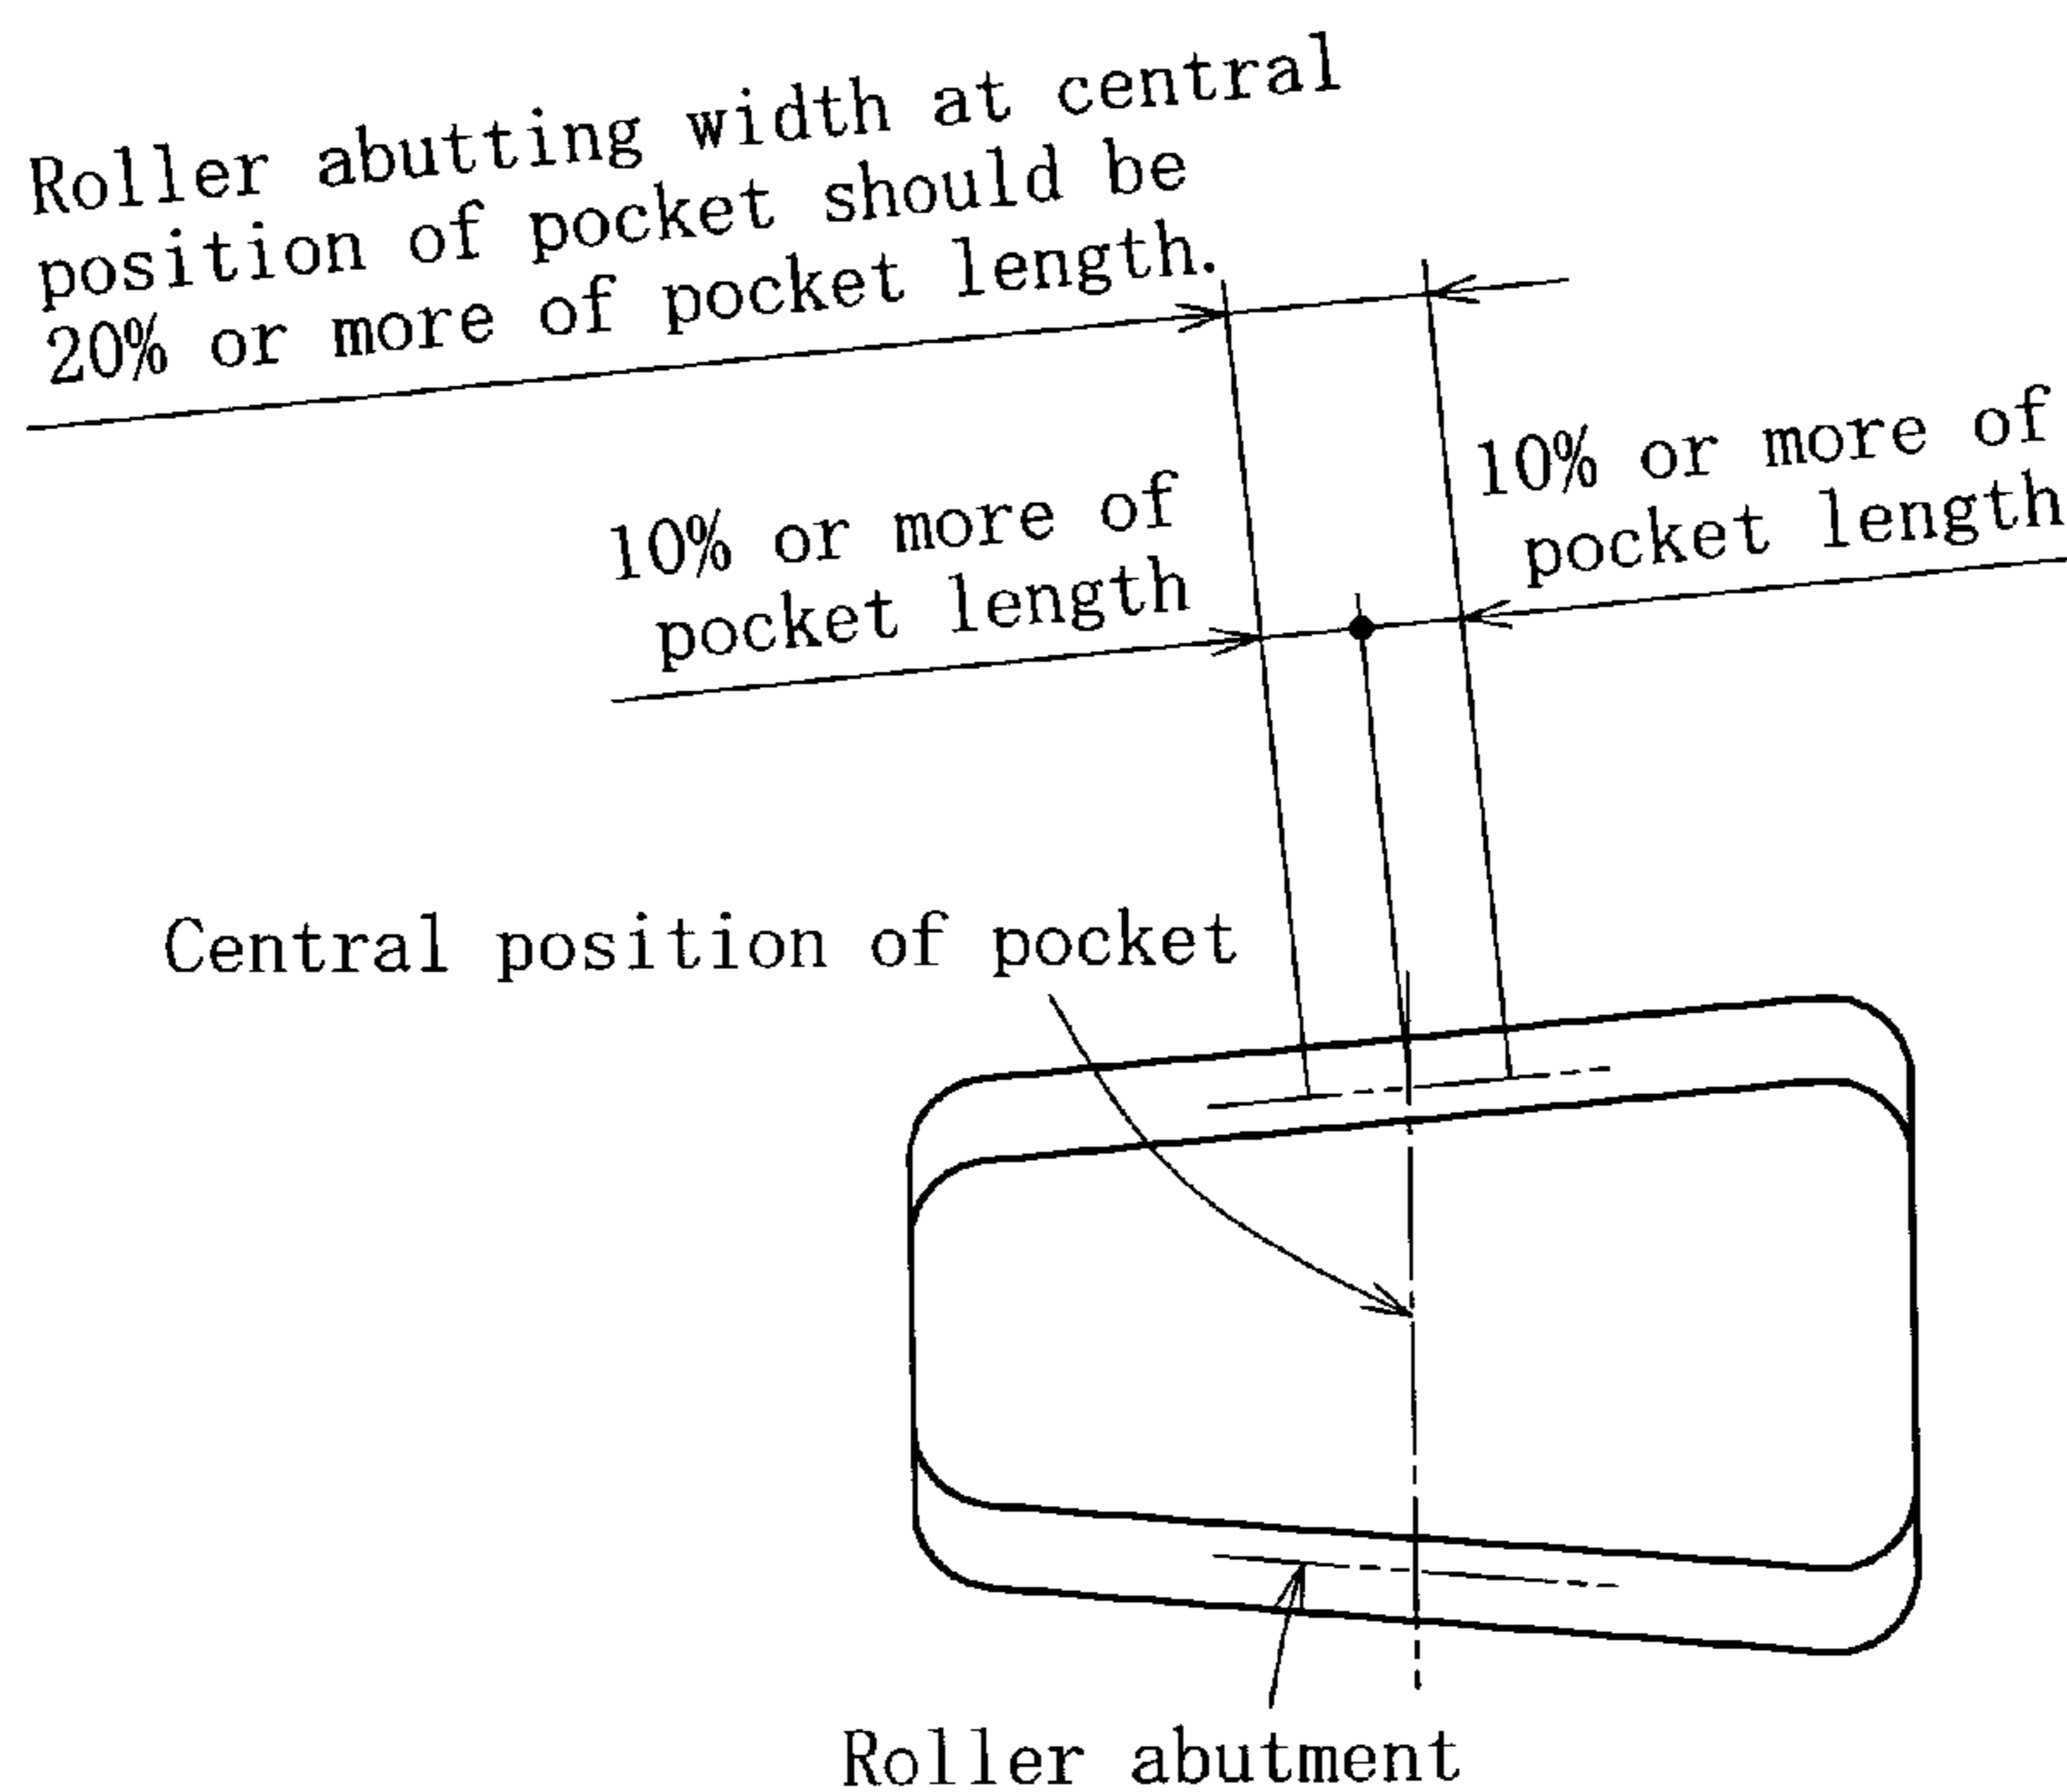 Roller abutting width at central
position of pocket should be
20% or more of pocket length.
10% or more of
pocket length
10% or more of
pocket length
Central position of pocket
Roller abutment